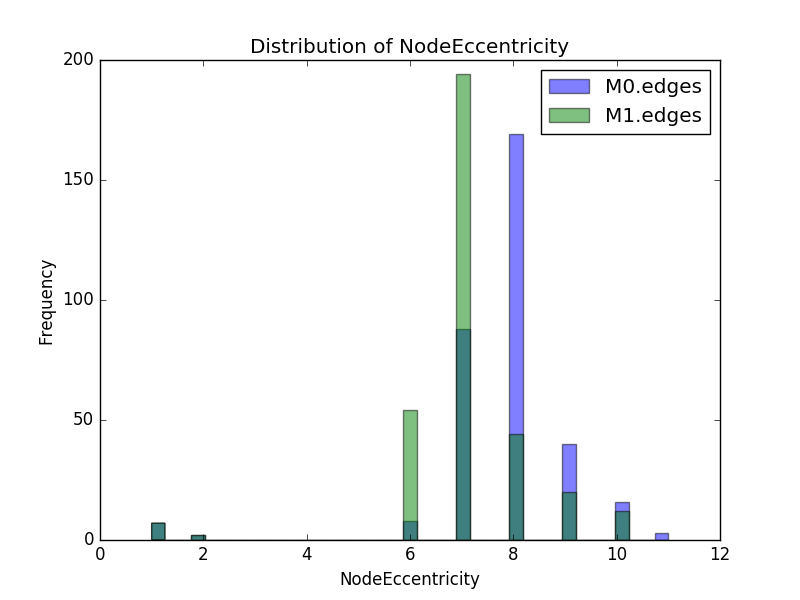 Distribution of NodeEccentricity
200
150
100
50
0
Frequency
M0.edges
M1.edges
0 2 4 6 8 10 12
NodeEccentricity